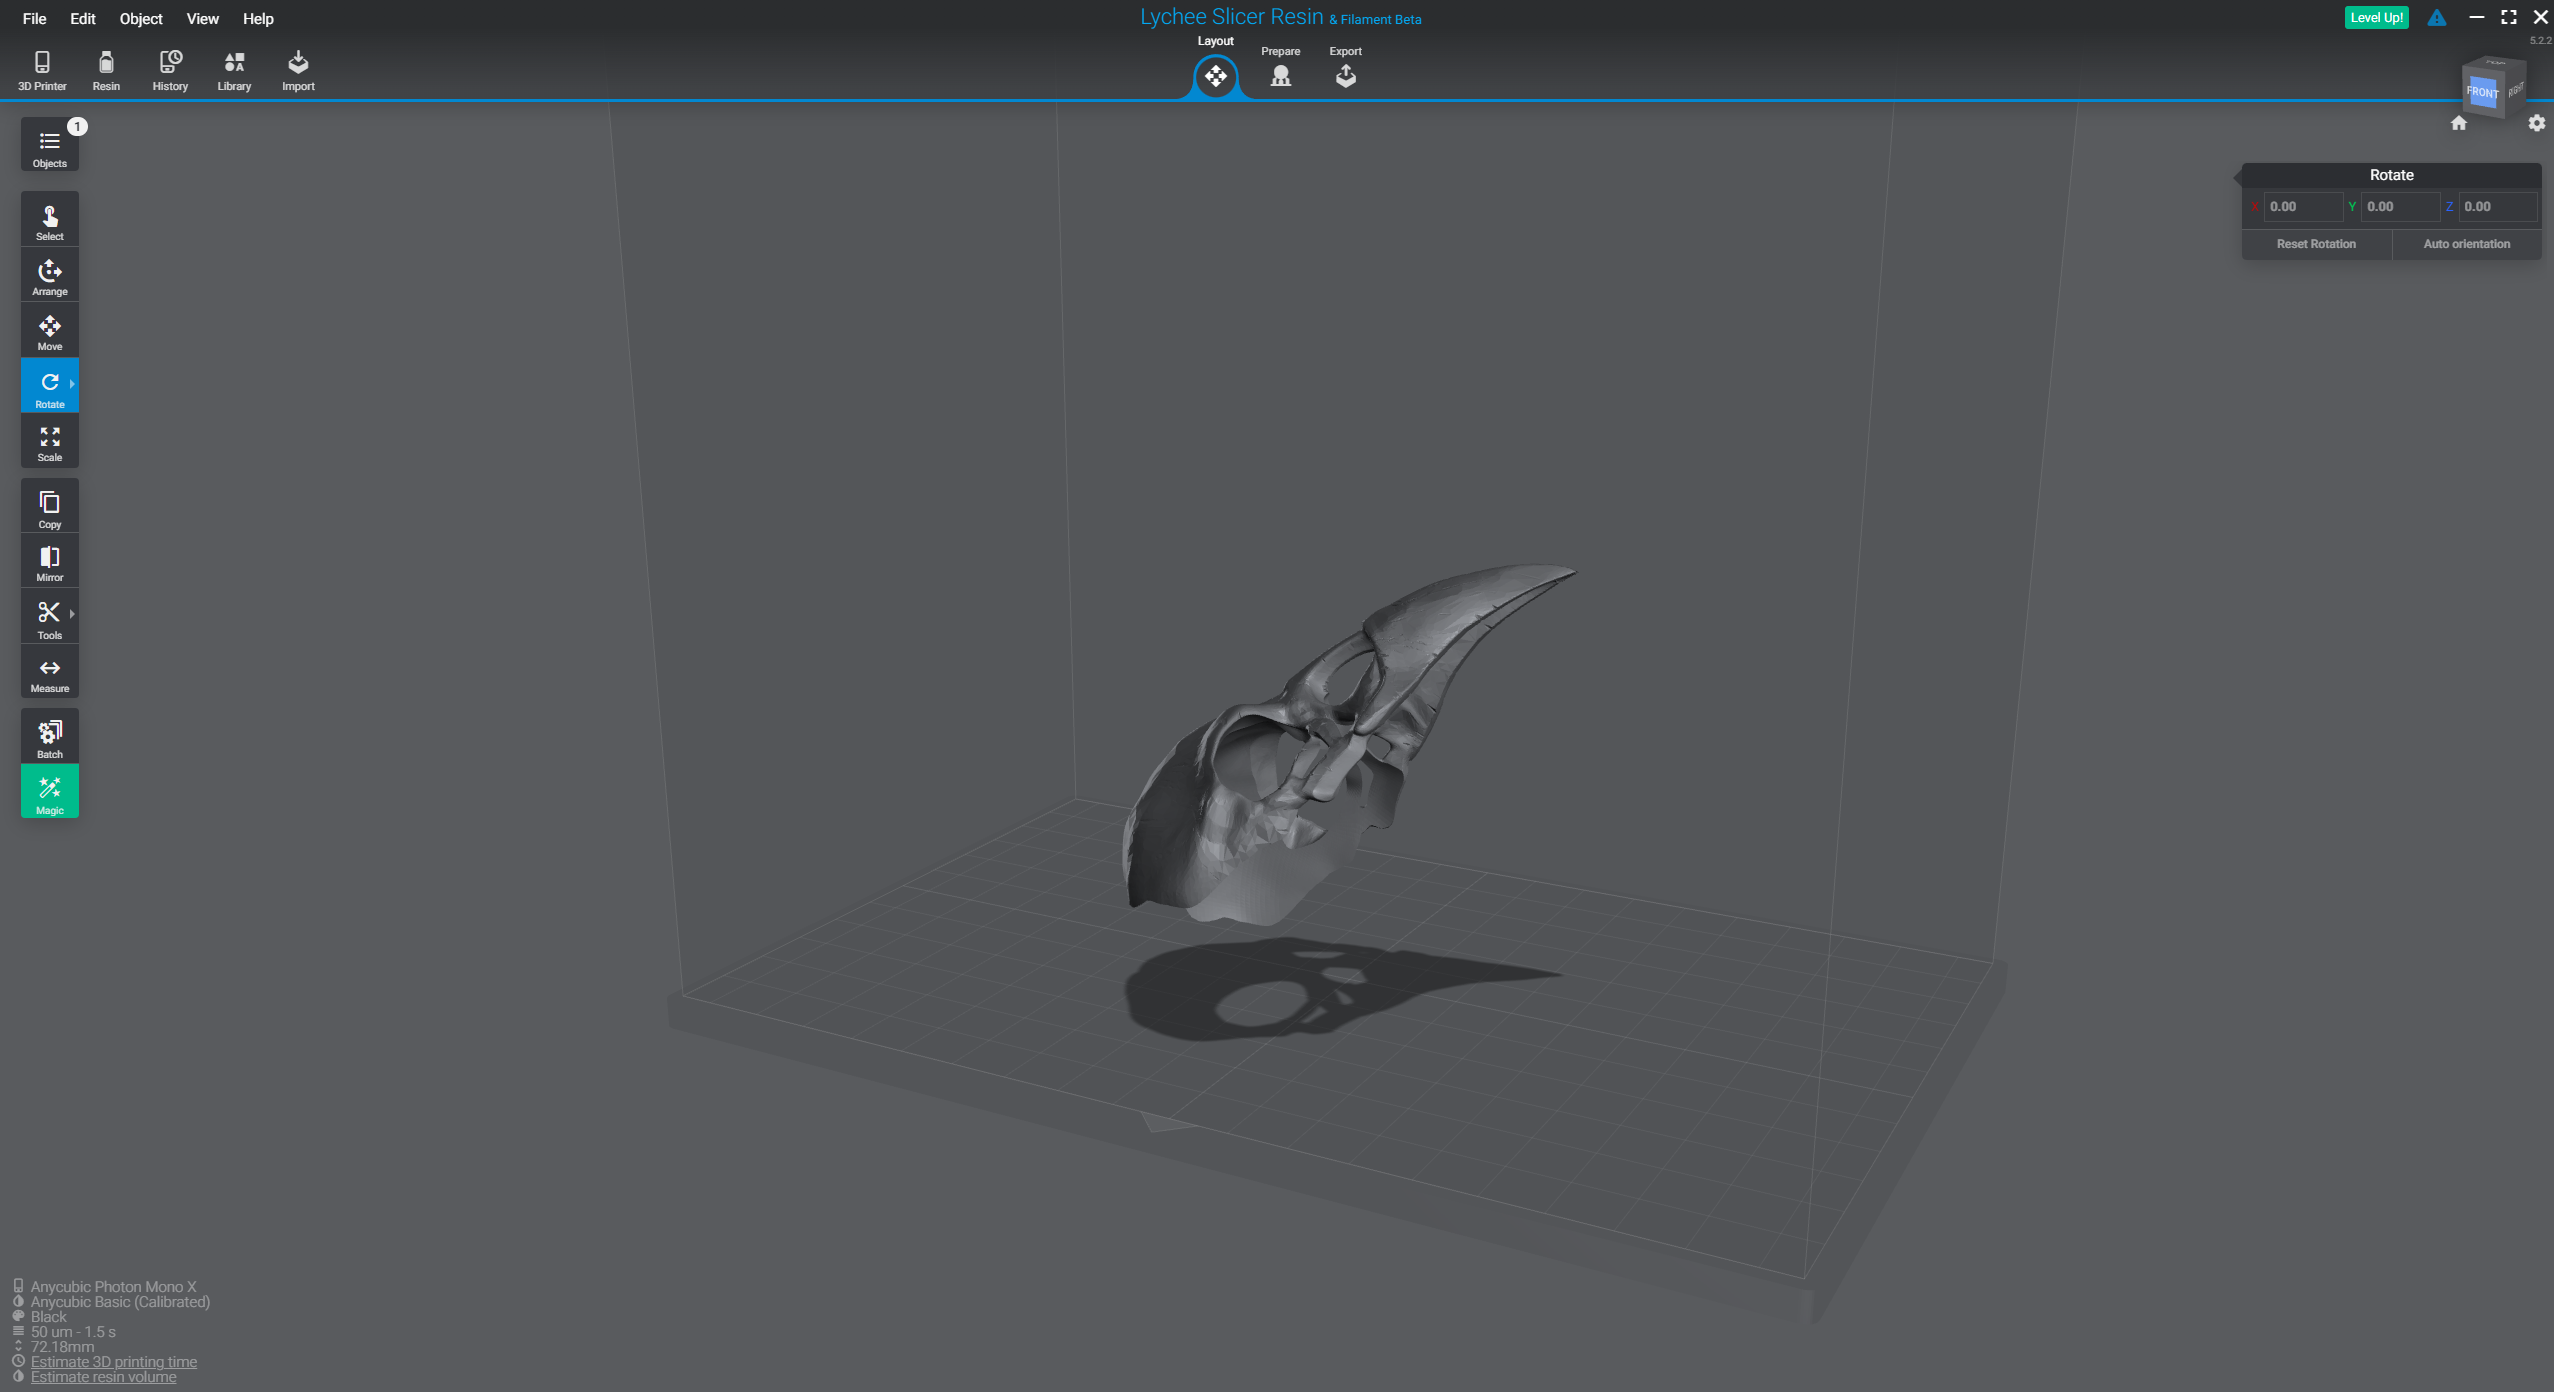 File Edit Object View Help
Lychee Slicer Resin & Filament Beta
Level Up!
5.2.2
3D Printer Resin History Library Import
Layout Prepare Export
TOP
FRONT RIGHT
1
Objects
Select
Arrange
Move
Rotate
Scale
Copy
Mirror
Tools
Measure
Batch
Magic
Rotate
X 0.00 Y 0.00 Z 0.00
Reset Rotation Auto orientation
Anycubic Photon Mono X
Anycubic Basic (Calibrated)
Black
50 um - 1.5 s
72.18mm
Estimate 3D printing time
Estimate resin volume